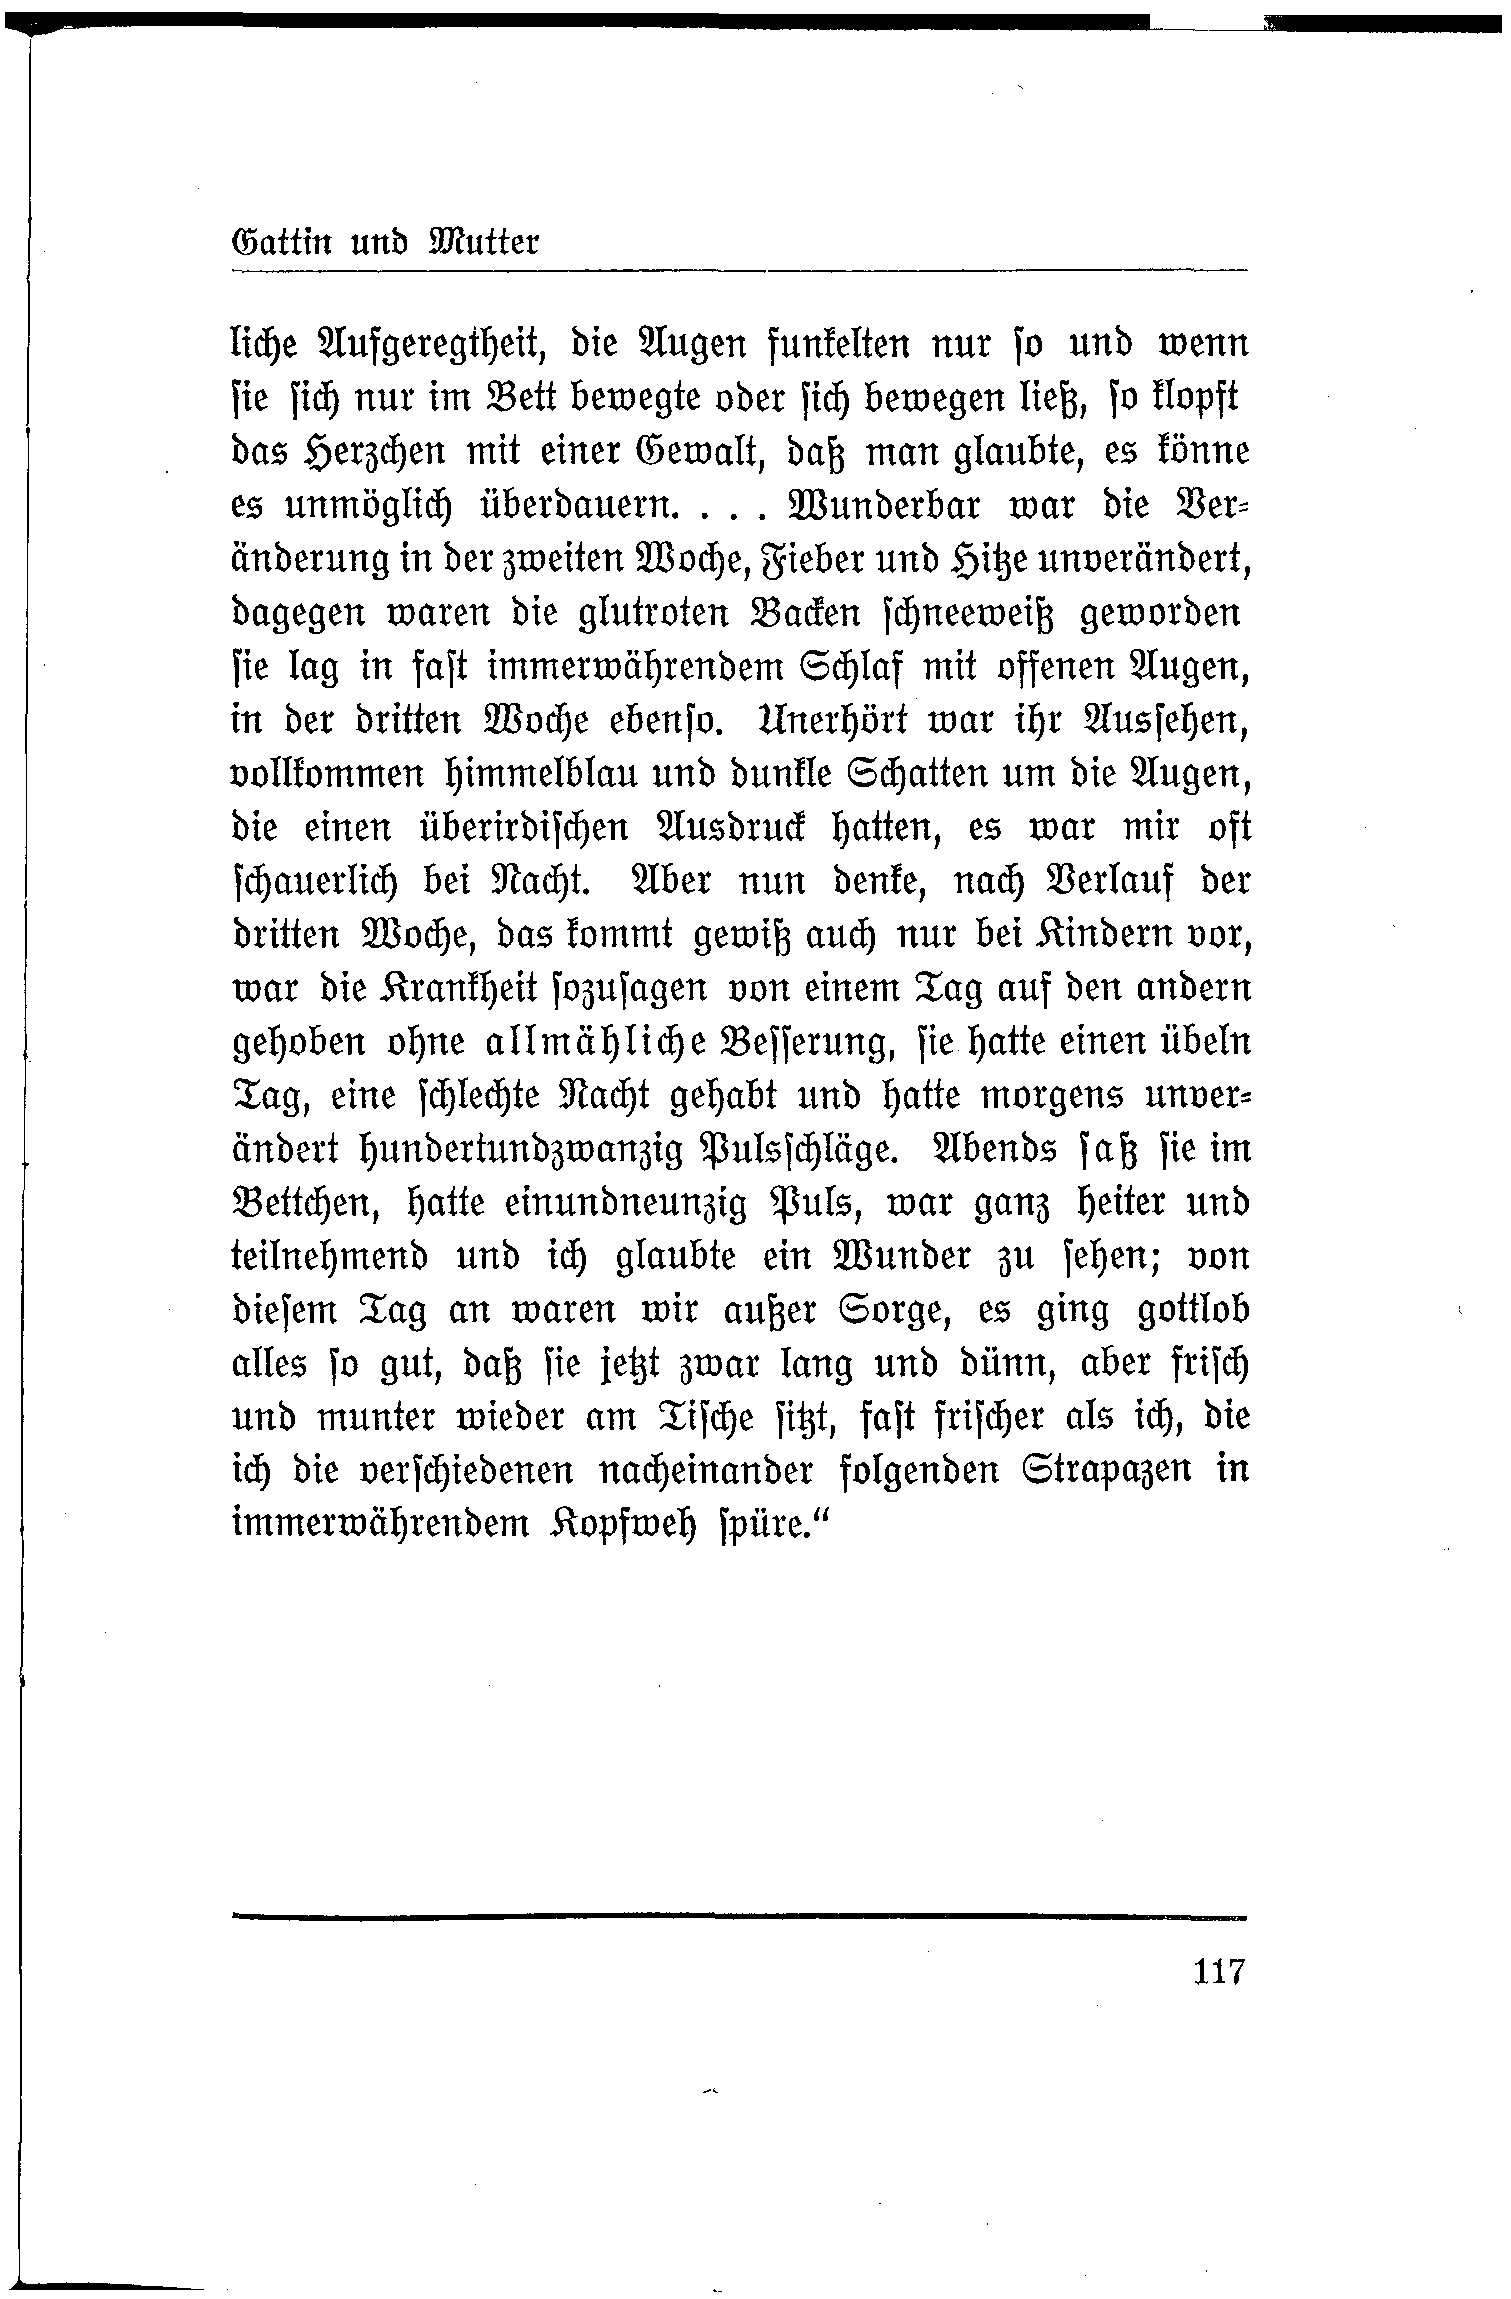 Gattin und Mutter
liche Aufgeregtheit, die Augen funkelten nur so und wenn
sie sich nur im Bett bewegte oder sich bewegen ließ, so klopft
das Herzchen mit einer Gewalt, daß man glaubte, es könne
es unmöglich überdauern. . . . Wunderbar war die Ver-
änderung in der zweiten Woche, Fieber und Hitze unverändert,
dagegen waren die glutroten Backen schneeweiß geworden
sie lag in fast immerwährendem Schlaf mit offenen Augen,
in der dritten Woche ebenso. Unerhört war ihr Aussehen,
vollkommen himmelblau und dunkle Schatten um die Augen,
die einen überirdischen Ausdruck hatten, es war mir oft
schauerlich bei Nacht. Aber nun denke, nach Verlauf der
dritten Woche, das kommt gewiß auch nur bei Kindern vor,
war die Krankheit sozusagen von einem Tag auf den andern
gehoben ohne allmähliche Besserung, sie hatte einen übeln
Tag, eine schlechte Nacht gehabt und hatte morgens unver-
ändert hundertundzwanzig Pulsschläge. Abends saß sie im
Bettchen, hatte einundneunzig Puls, war ganz heiter und
teilnehmend und ich glaubte ein Wunder zu sehen; von
diesem Tag an waren wir außer Sorge, es ging gottlob
alles so gut, daß sie jetzt zwar lang und dünn, aber frisch
und munter wieder am Tische sitzt, fast frischer als ich, die
ich die verschiedenen nacheinander folgenden Strapazen in
immerwährendem Kopfweh spüre.“
117